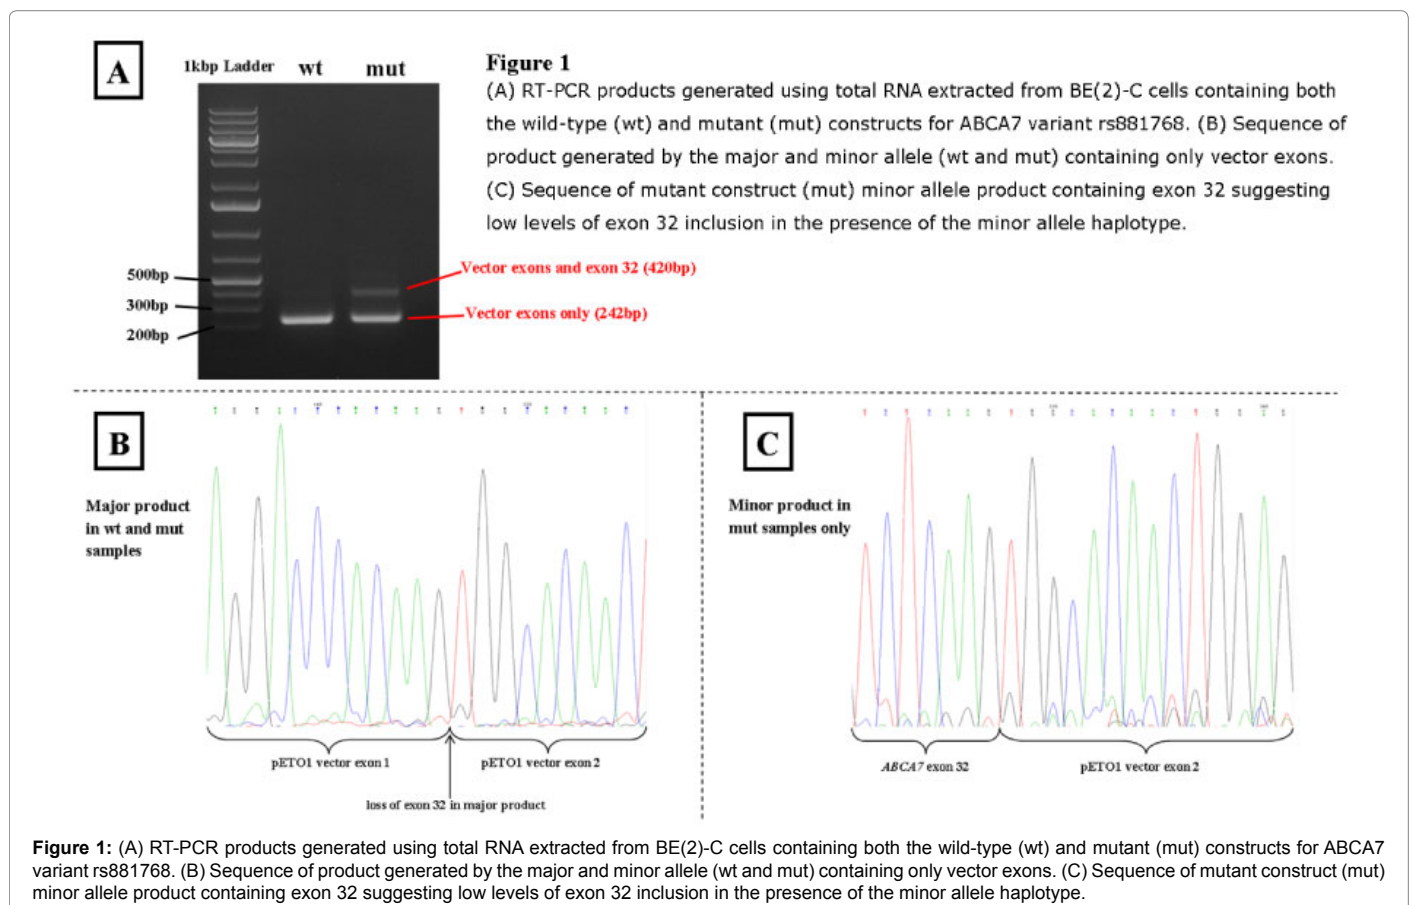 A
1kbp Ladder wt mut
Figure 1
(A) RT-PCR products generated using total RNA extracted from BE(2)-C cells containing both
the wild-type (wt) and mutant (mut) constructs for ABCA7 variant rs881768. (B) Sequence of
product generated by the major and minor allele (wt and mut) containing only vector exons.
(C) Sequence of mutant construct (mut) minor allele product containing exon 32 suggesting
low levels of exon 32 inclusion in the presence of the minor allele haplotype.
500bp
300bp
200bp
Vector exons and exon 32 (420bp)
Vector exons only (242bp)
B
Major product
in wt and mut
samples
pETO1 vector exon 1
pETO1 vector exon 2
loss of exon 32 in major product
C
Minor product in
mut samples only
ABCA7 exon 32
pETO1 vector exon 2
Figure 1: (A) RT-PCR products generated using total RNA extracted from BE(2)-C cells containing both the wild-type (wt) and mutant (mut) constructs for ABCA7
variant rs881768. (B) Sequence of product generated by the major and minor allele (wt and mut) containing only vector exons. (C) Sequence of mutant construct (mut)
minor allele product containing exon 32 suggesting low levels of exon 32 inclusion in the presence of the minor allele haplotype.